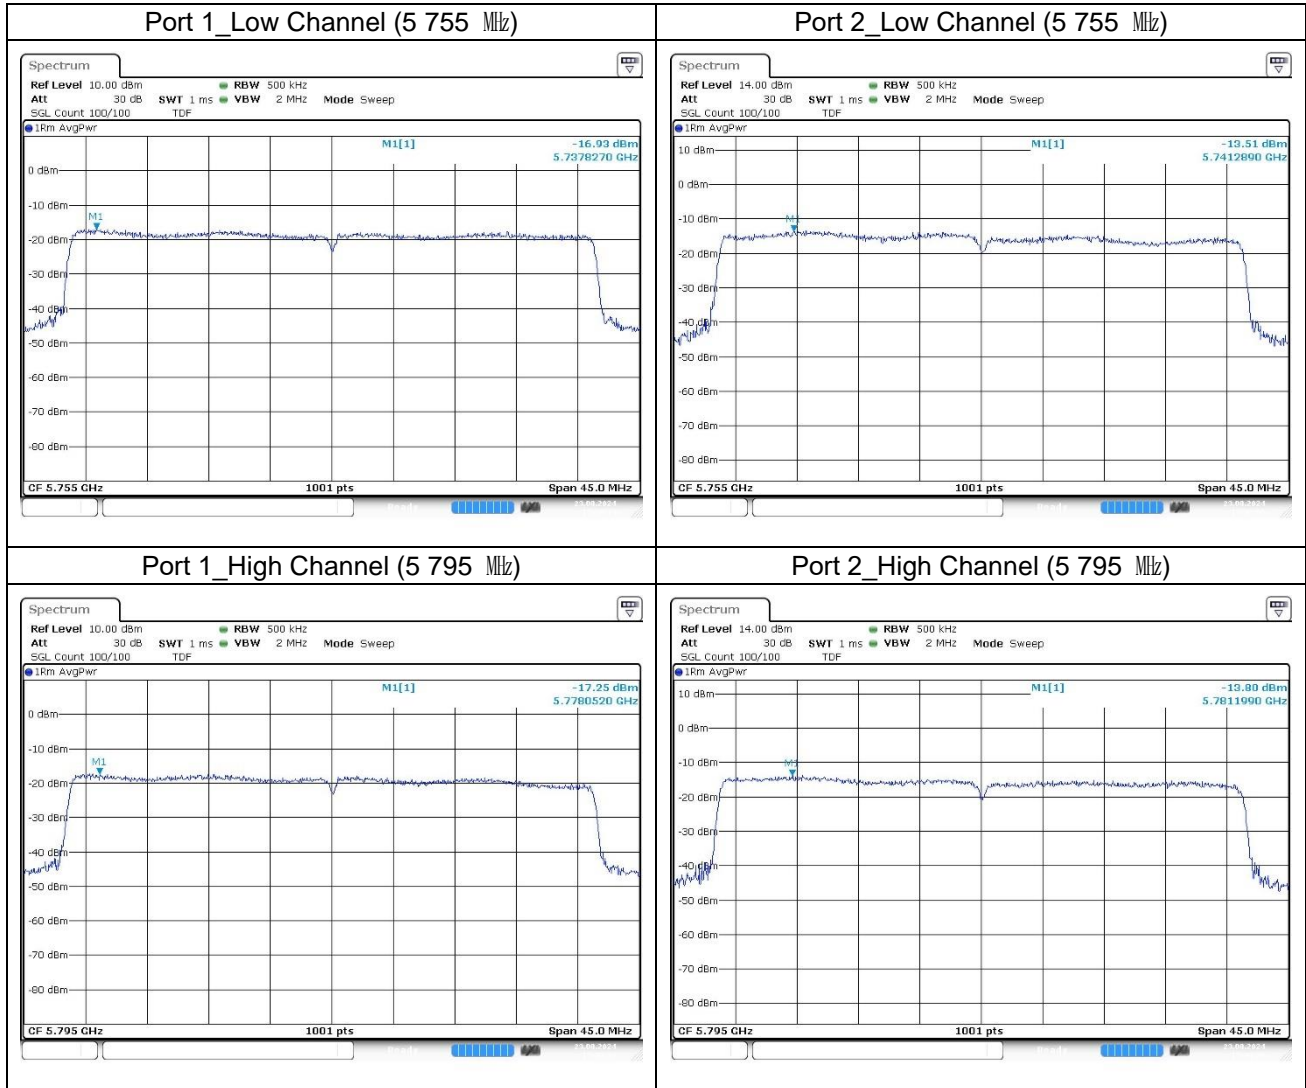 Port 1_Low Channel (5 755 ㎒)
Spectrum
Ref Level 10.00 dBm RBW 500 kHz
Att 30 dB SWT 1 ms VBW 2 MHz Mode Sweep
SGL Count 100/100 TDF
1Rm AvgPwr
M1[1] -16.93 dBm
5.7378270 GHz
0 dBm
-10 dBm
M1
-20 dBm
-30 dBm
-40 dBm
-50 dBm
-60 dBm
-70 dBm
-80 dBm
CF 5.755 GHz 1001 pts Span 45.0 MHz
Port 2_Low Channel (5 755 ㎒)
Spectrum
Ref Level 14.00 dBm RBW 500 kHz
Att 30 dB SWT 1 ms VBW 2 MHz Mode Sweep
SGL Count 100/100 TDF
1Rm AvgPwr
10 dBm M1[1] -13.51 dBm
5.7412890 GHz
0 dBm
-10 dBm
M1
-20 dBm
-30 dBm
-40 dBm
-50 dBm
-60 dBm
-70 dBm
-80 dBm
CF 5.755 GHz 1001 pts Span 45.0 MHz
Port 1_High Channel (5 795 ㎒)
Spectrum
Ref Level 10.00 dBm RBW 500 kHz
Att 30 dB SWT 1 ms VBW 2 MHz Mode Sweep
SGL Count 100/100 TDF
1Rm AvgPwr
M1[1] -17.25 dBm
5.7780520 GHz
0 dBm
-10 dBm
M1
-20 dBm
-30 dBm
-40 dBm
-50 dBm
-60 dBm
-70 dBm
-80 dBm
CF 5.795 GHz 1001 pts Span 45.0 MHz
Port 2_High Channel (5 795 ㎒)
Spectrum
Ref Level 14.00 dBm RBW 500 kHz
Att 30 dB SWT 1 ms VBW 2 MHz Mode Sweep
SGL Count 100/100 TDF
1Rm AvgPwr
10 dBm M1[1] -13.80 dBm
5.7811990 GHz
0 dBm
-10 dBm
M1
-20 dBm
-30 dBm
-40 dBm
-50 dBm
-60 dBm
-70 dBm
-80 dBm
CF 5.795 GHz 1001 pts Span 45.0 MHz